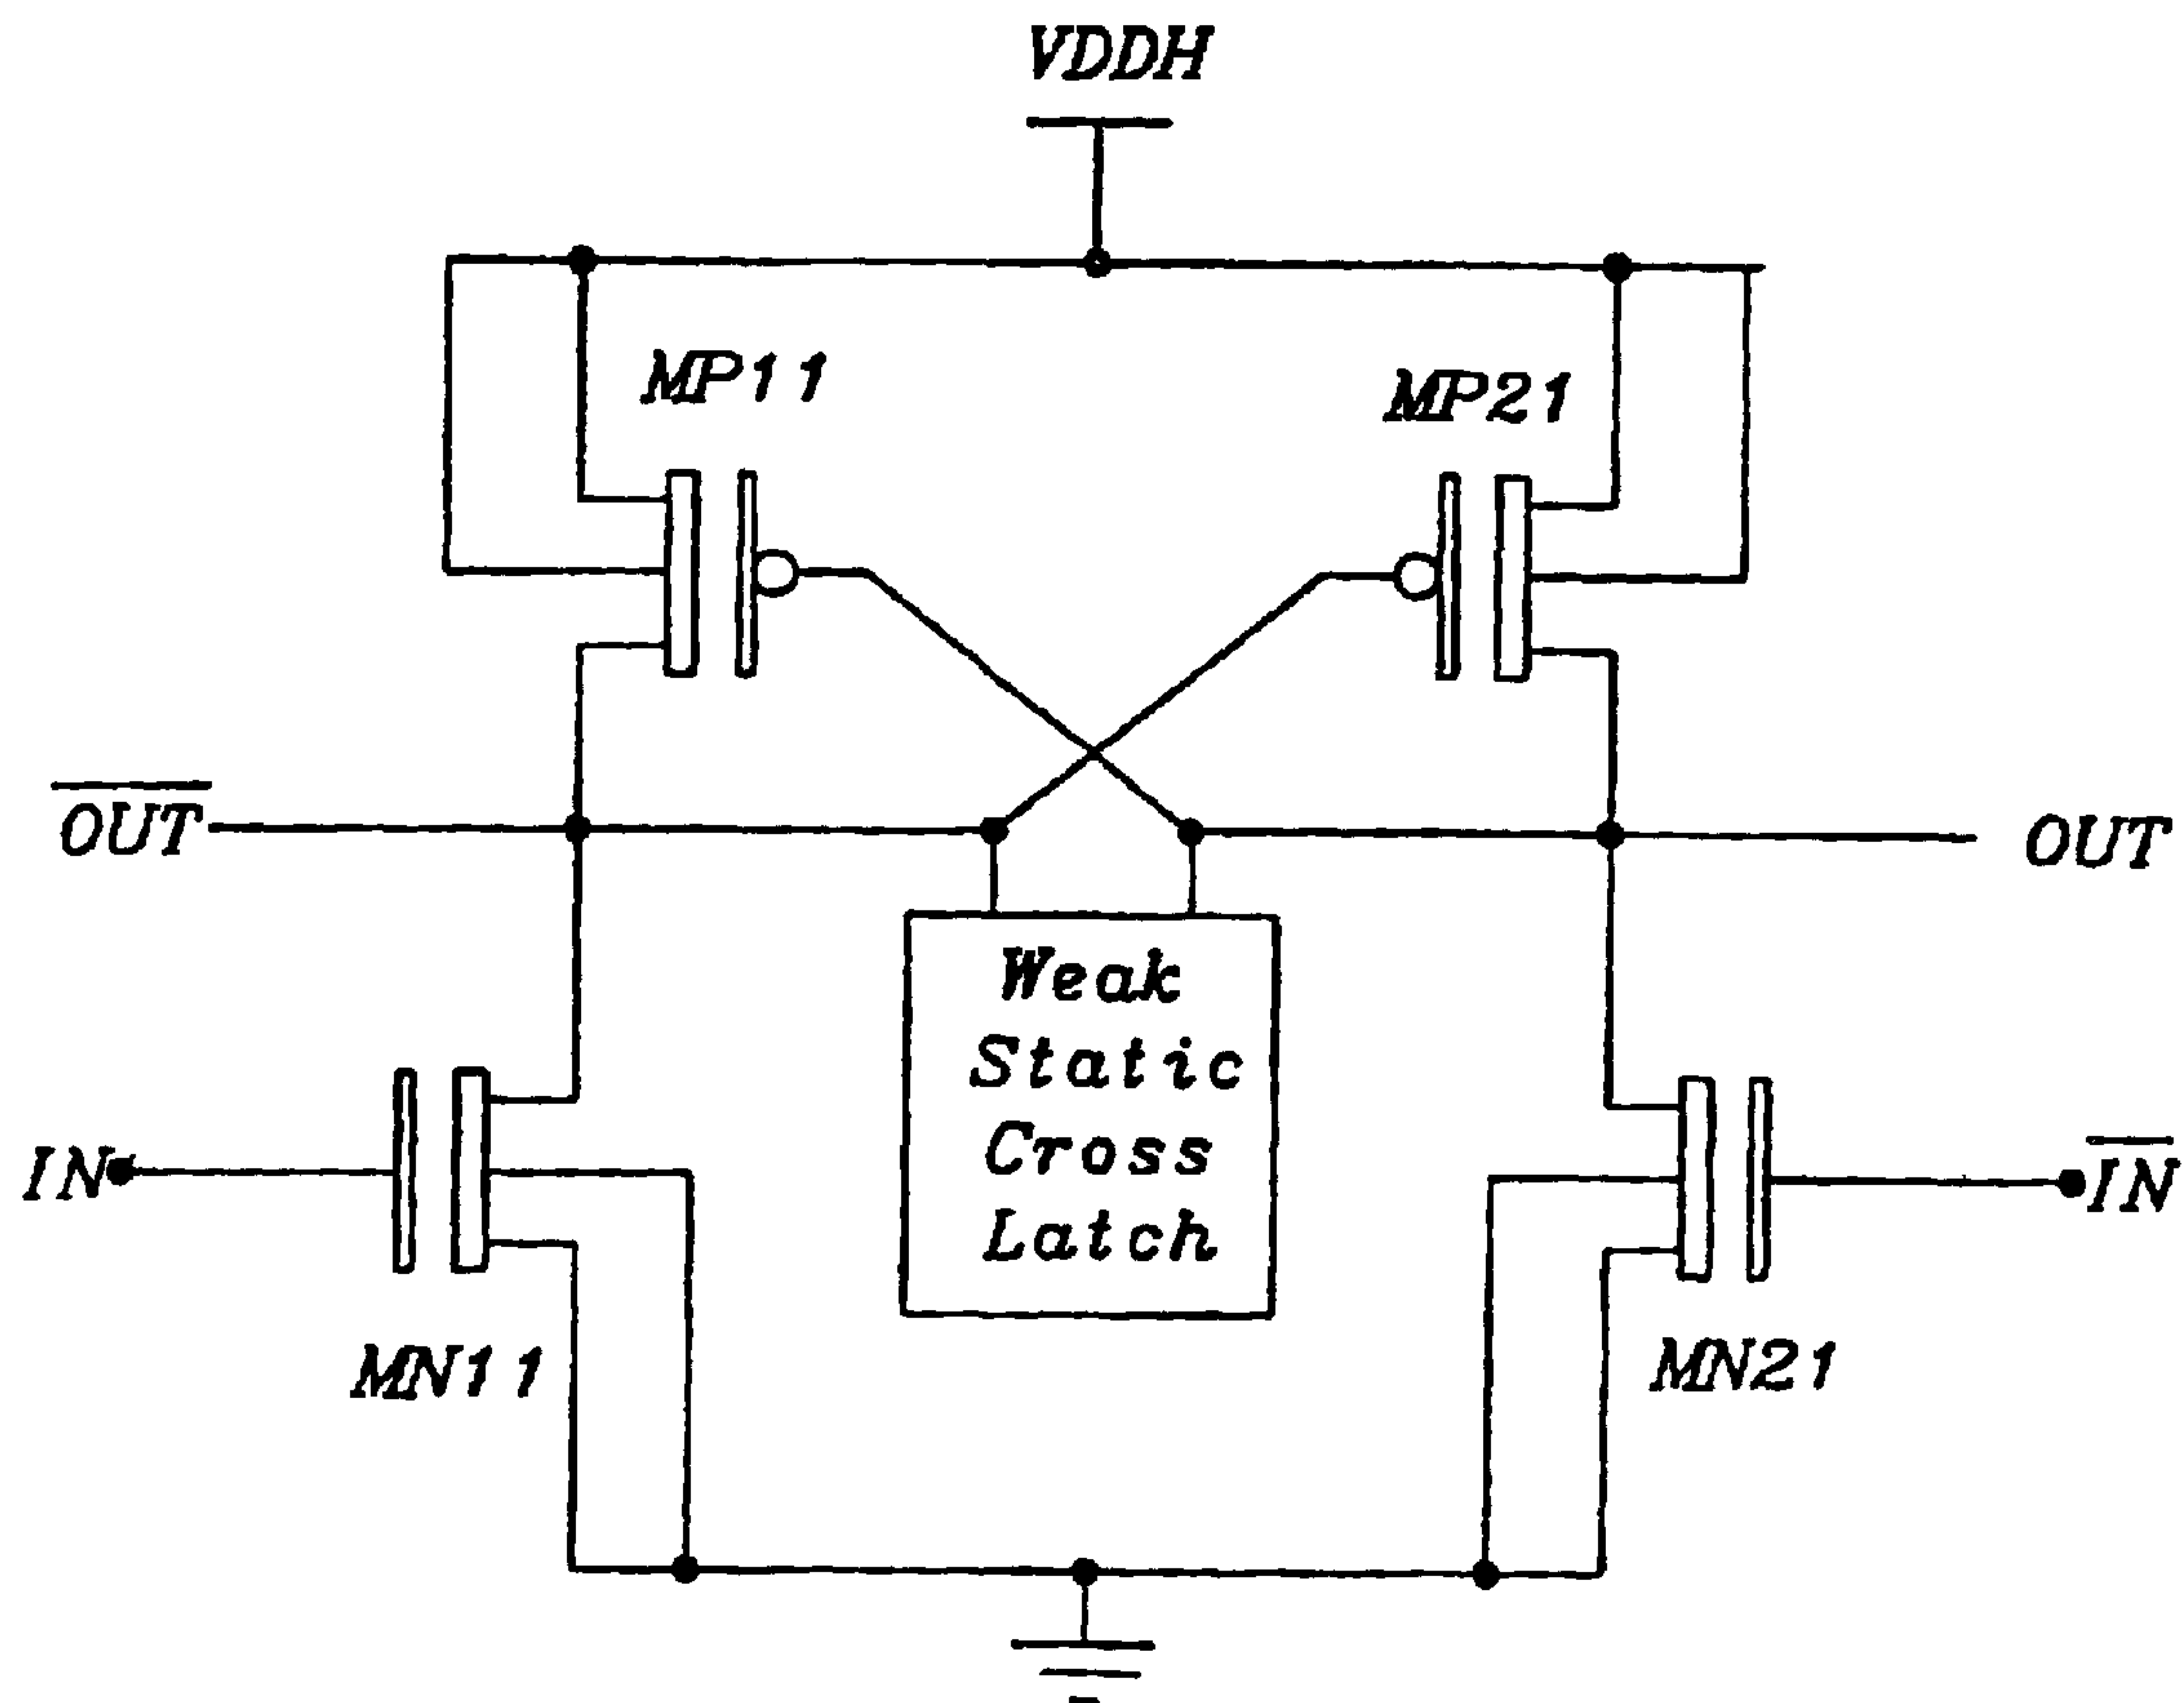 VDDH
MP11
MP21
OUT
OUT
Weak
Static
Cross
Latch
IN
IN
MN11
MN21